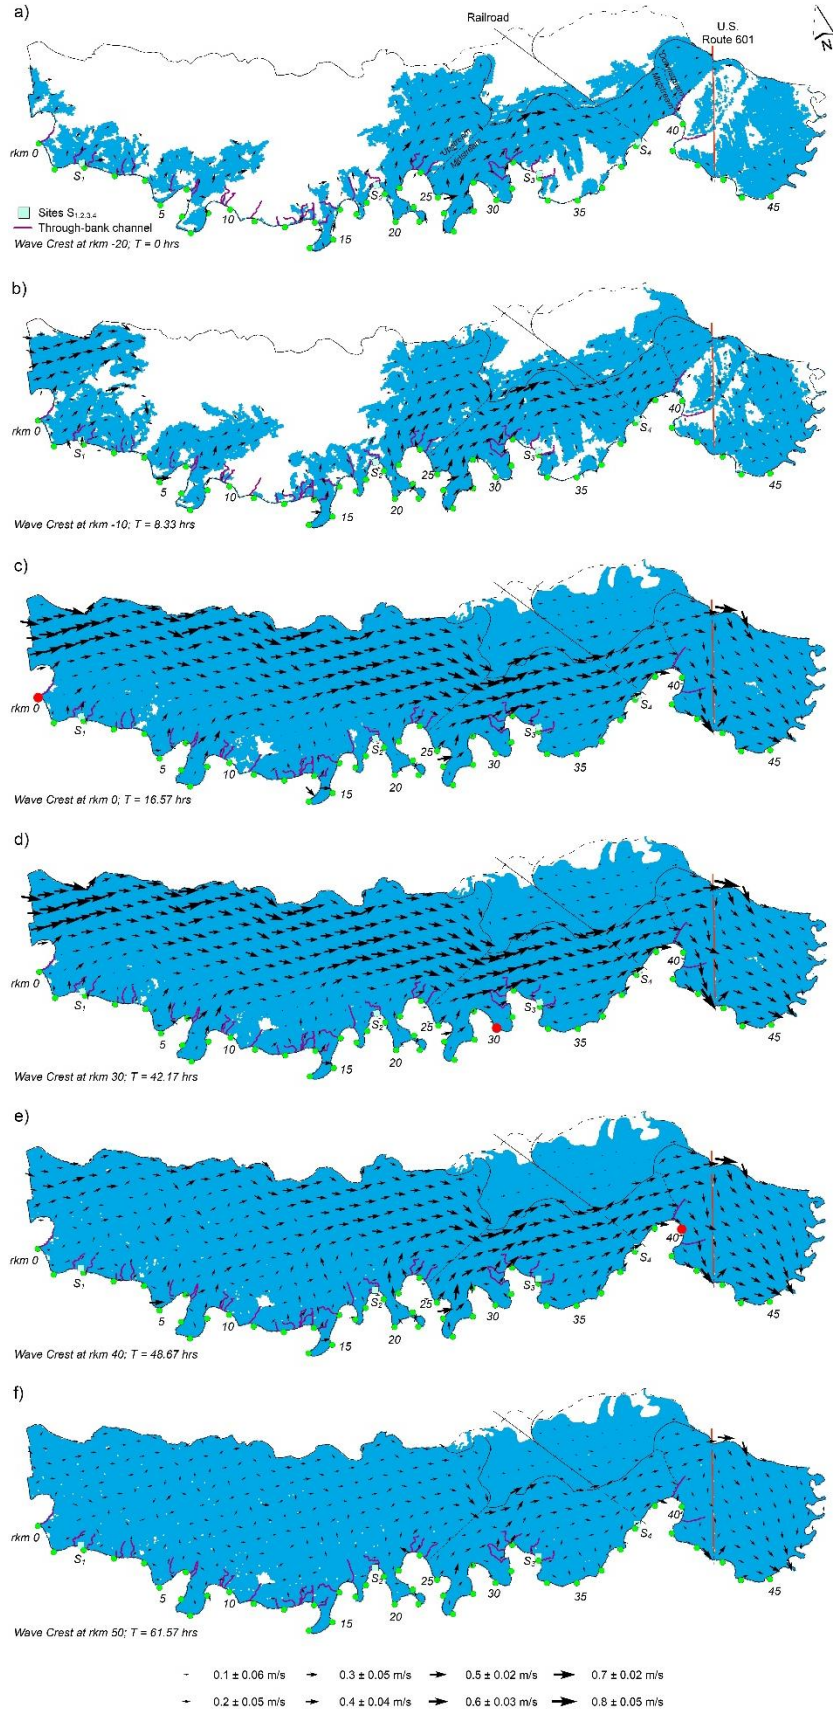 a)
Railroad
U.S.
Route 601
N
Upstream
Midstream
Downstream
Midstream
rkm 0
S1
5
10
15
S2
20
25
30
S3
35
S4
40
45
Sites S1,2,3,4
Through-bank channel
Wave Crest at rkm -20; T = 0 hrs
b)
rkm 0
S1
5
10
15
S2
20
25
30
S3
35
S4
40
45
Wave Crest at rkm -10; T = 8.33 hrs
c)
rkm 0
S1
5
10
15
S2
20
25
30
S3
35
S4
40
45
Wave Crest at rkm 0; T = 16.57 hrs
d)
rkm 0
S1
5
10
15
S2
20
25
30
S3
35
S4
40
45
Wave Crest at rkm 30; T = 42.17 hrs
e)
rkm 0
S1
5
10
15
S2
20
25
30
S3
35
S4
40
45
Wave Crest at rkm 40; T = 48.67 hrs
f)
rkm 0
S1
5
10
15
S2
20
25
30
S3
35
S4
40
45
Wave Crest at rkm 50; T = 61.57 hrs
0.1 ± 0.06 m/s 0.3 ± 0.05 m/s 0.5 ± 0.02 m/s 0.7 ± 0.02 m/s
0.2 ± 0.05 m/s 0.4 ± 0.04 m/s 0.6 ± 0.03 m/s 0.8 ± 0.05 m/s